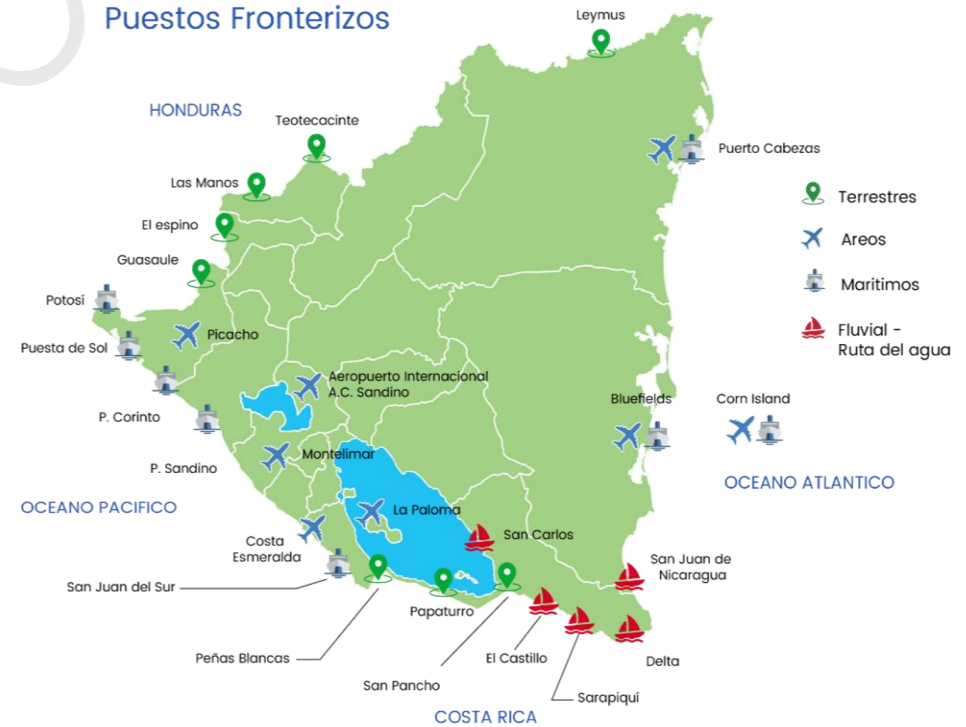 Puestos Fronterizos
Leymus
HONDURAS
Teotecacinte
Puerto Cabezas
Las Manos
Terrestres
El espino
Areos
Guasaule
Maritimos
Potosí
Fluvial -
Ruta del agua
Picacho
Puesta de Sol
Aeropuerto Internacional
A.C. Sandino
Bluefields
Corn Island
P. Corinto
Montelimar
P. Sandino
OCEANO ATLANTICO
OCEANO PACIFICO
La Paloma
San Carlos
Costa
Esmeralda
San Juan de
Nicaragua
San Juan del Sur
Papaturro
Peñas Blancas
El Castillo
Delta
San Pancho
Sarapiquí
COSTA RICA